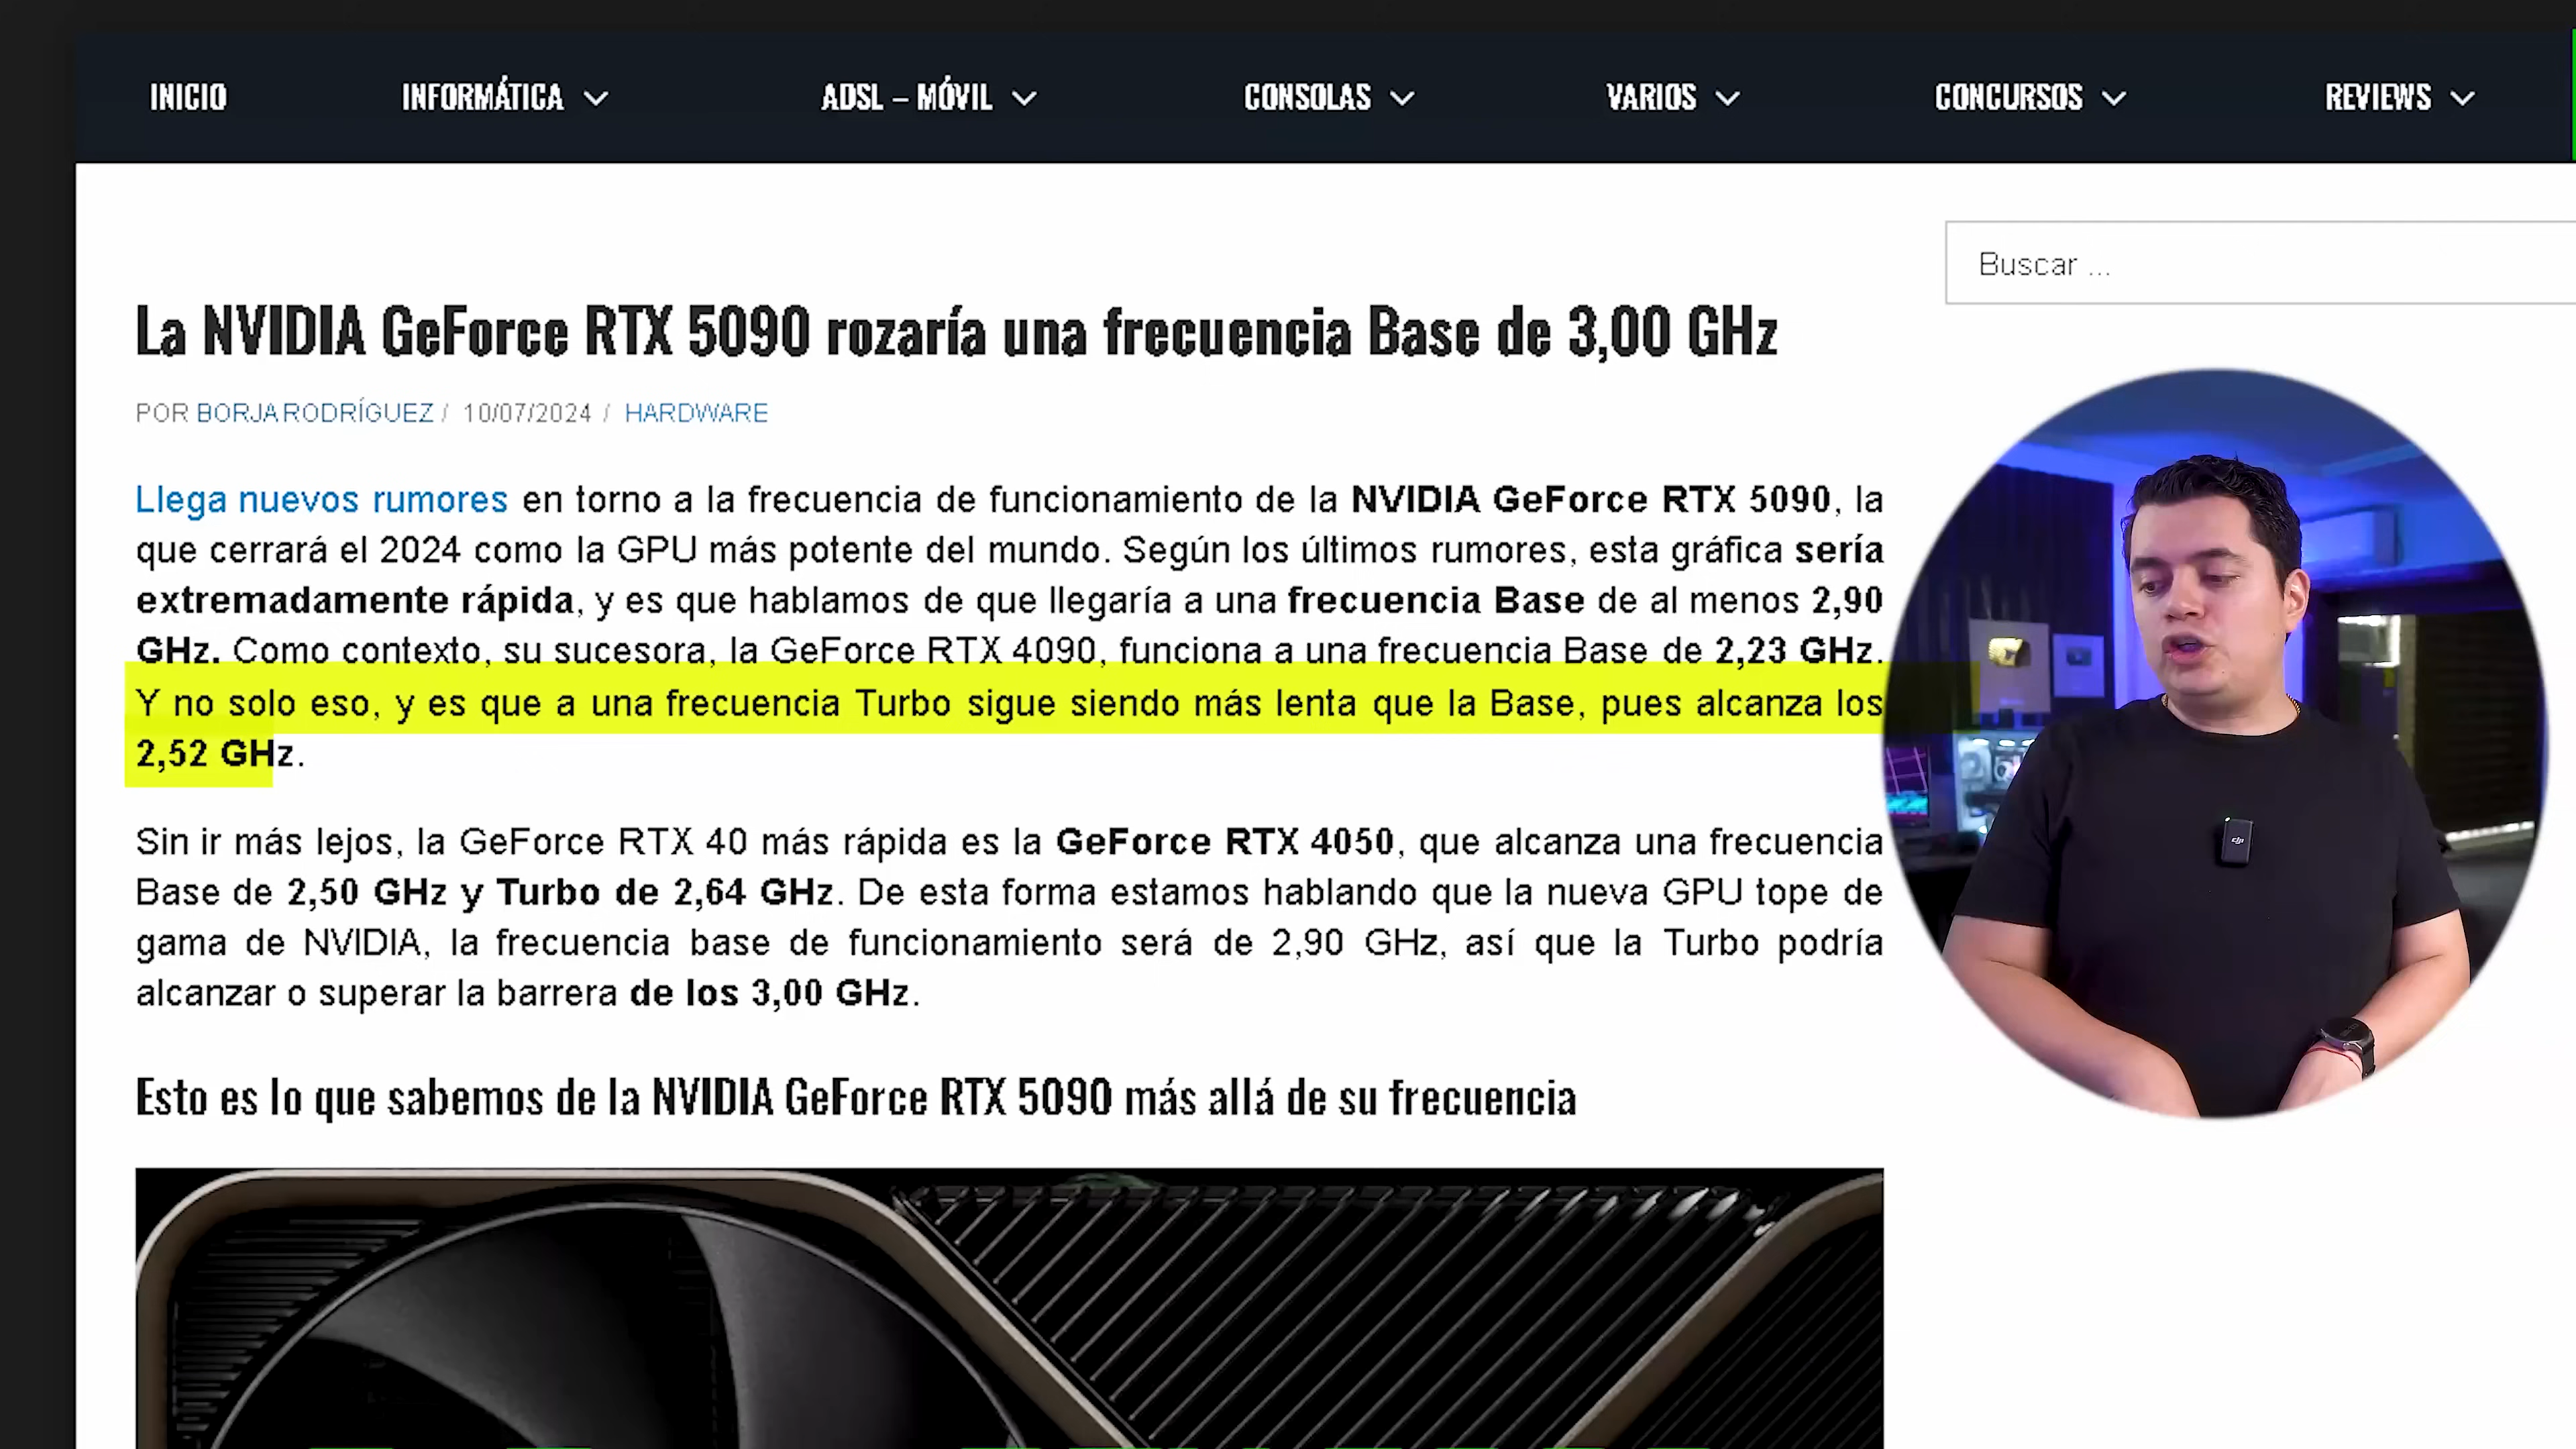 INICIO
INFORMÁTICA
ADSL – MÓVIL
CONSOLAS
VARIOS
CONCURSOS
REVIEWS
Buscar ...
La NVIDIA GeForce RTX 5090 rozaría una frecuencia Base de 3,00 GHz
POR BORJA RODRÍGUEZ / 10/07/2024 / HARDWARE
Llega nuevos rumores en torno a la frecuencia de funcionamiento de la NVIDIA GeForce RTX 5090, la
que cerrará el 2024 como la GPU más potente del mundo. Según los últimos rumores, esta gráfica sería
extremadamente rápida, y es que hablamos de que llegaría a una frecuencia Base de al menos 2,90
GHz. Como contexto, su sucesora, la GeForce RTX 4090, funciona a una frecuencia Base de 2,23 GHz.
Y no solo eso, y es que a una frecuencia Turbo sigue siendo más lenta que la Base, pues alcanza los
2,52 GHz.
Sin ir más lejos, la GeForce RTX 40 más rápida es la GeForce RTX 4050, que alcanza una frecuencia
Base de 2,50 GHz y Turbo de 2,64 GHz. De esta forma estamos hablando que la nueva GPU tope de
gama de NVIDIA, la frecuencia base de funcionamiento será de 2,90 GHz, así que la Turbo podría
alcanzar o superar la barrera de los 3,00 GHz.
Esto es lo que sabemos de la NVIDIA GeForce RTX 5090 más allá de su frecuencia
dji